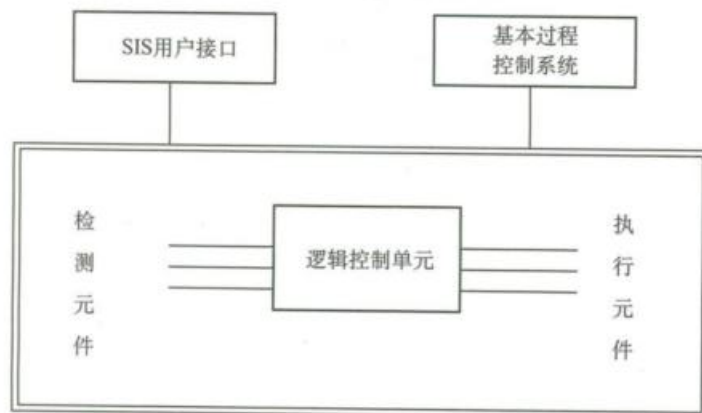 SIS用户接口
基本过程
控制系统
检测元件
逻辑控制单元
执行元件